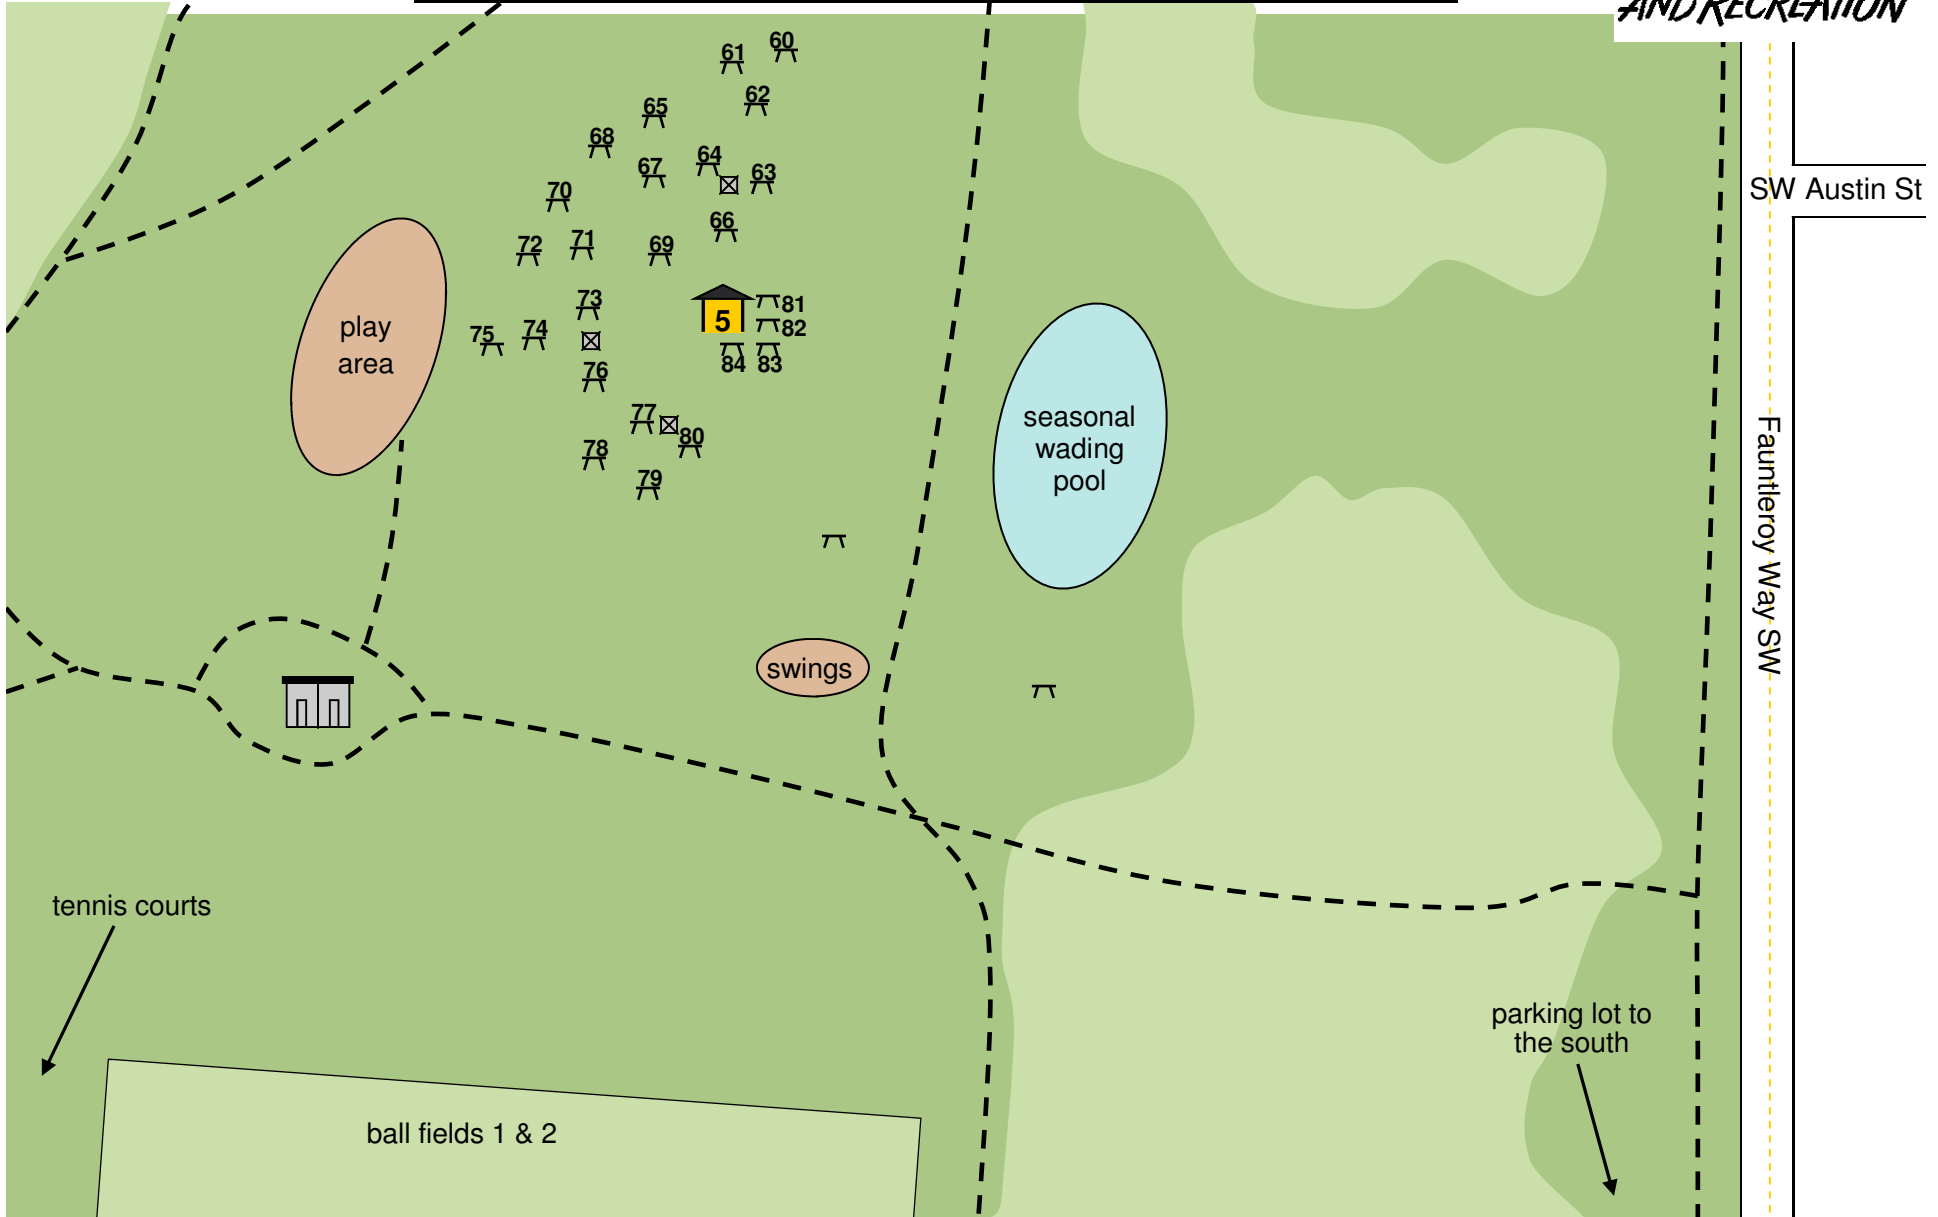 AND RECREATION
60
61
62
65
68
64
67
63
70
66
71
72
69
73
81
5
82
74
75
84
83
76
77
80
78
79
SW Austin St
play
area
seasonal
wading
pool
Fauntleroy Way SW
swings
tennis courts
parking lot to
the south
ball fields 1 & 2